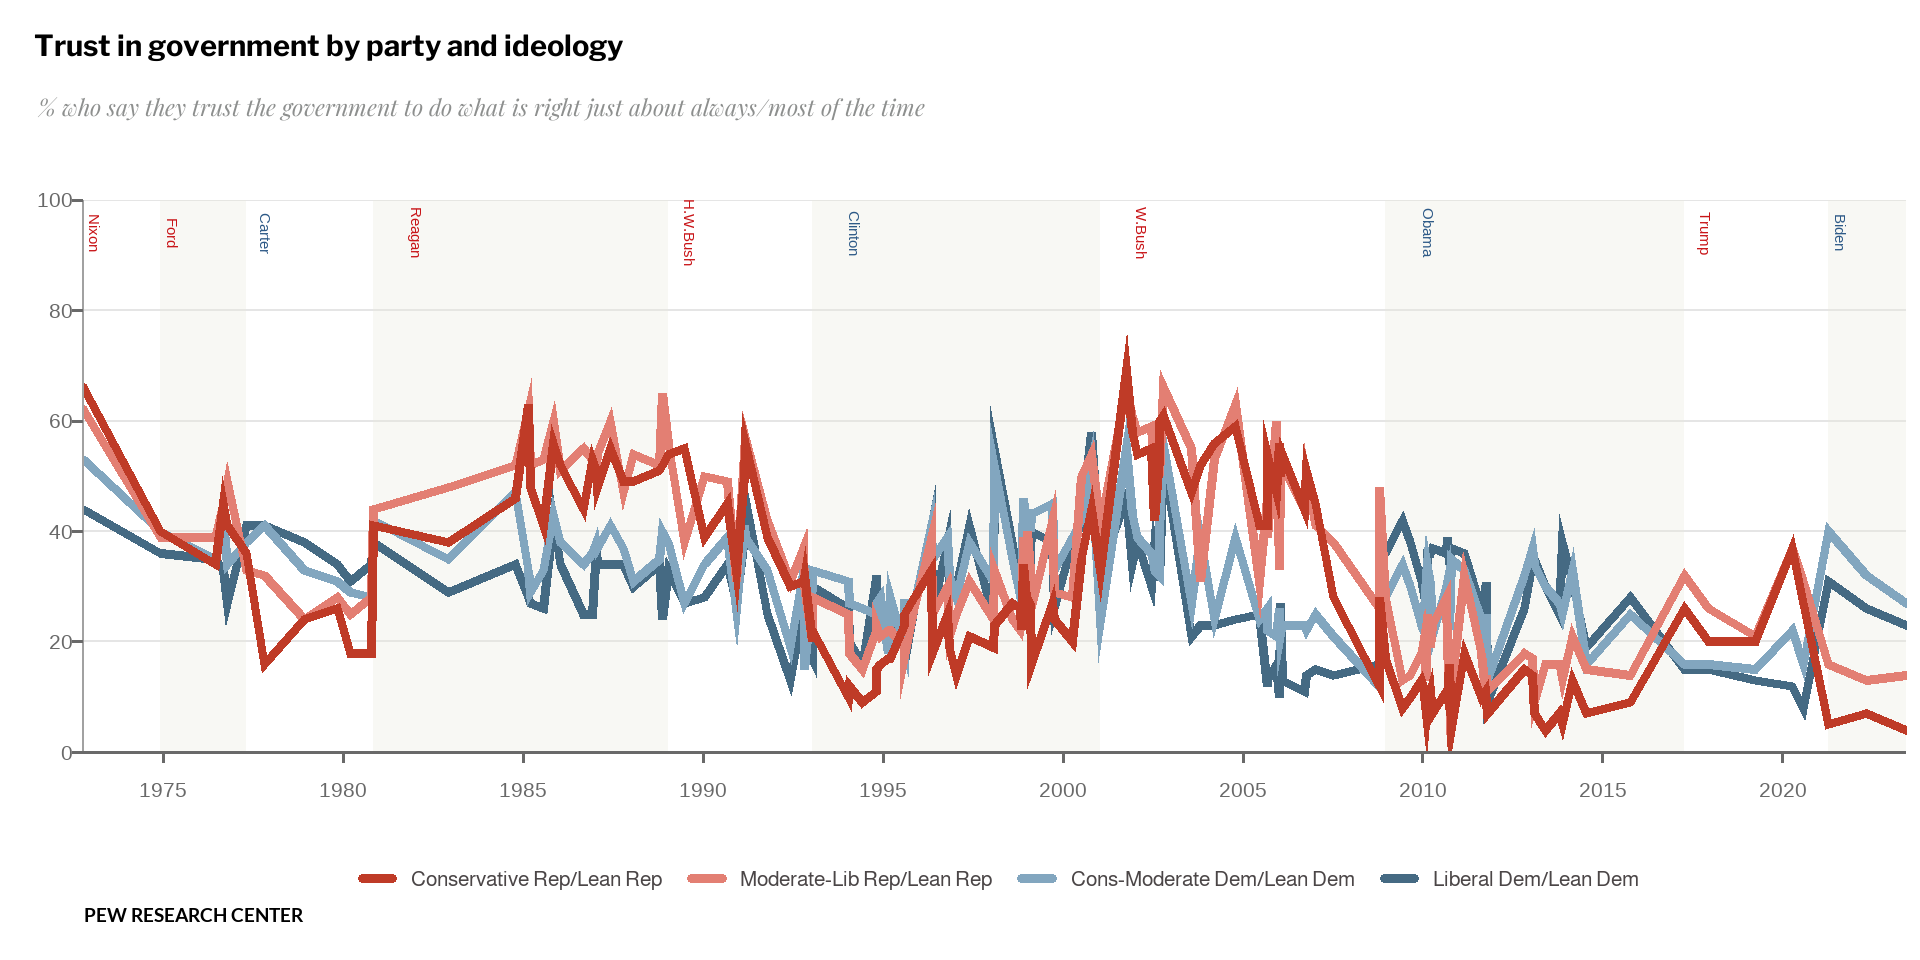 Trust in government by party and ideology
% who say they trust the government to do what is right just about always/most of the time
100
80
60
40
20
0
Nixon
Ford
Carter
Reagan
H.W.Bush
Clinton
W.Bush
Obama
Trump
Biden
1975 1980 1985 1990 1995 2000 2005 2010 2015 2020
Conservative Rep/Lean Rep Moderate-Lib Rep/Lean Rep Cons-Moderate Dem/Lean Dem Liberal Dem/Lean Dem
PEW RESEARCH CENTER